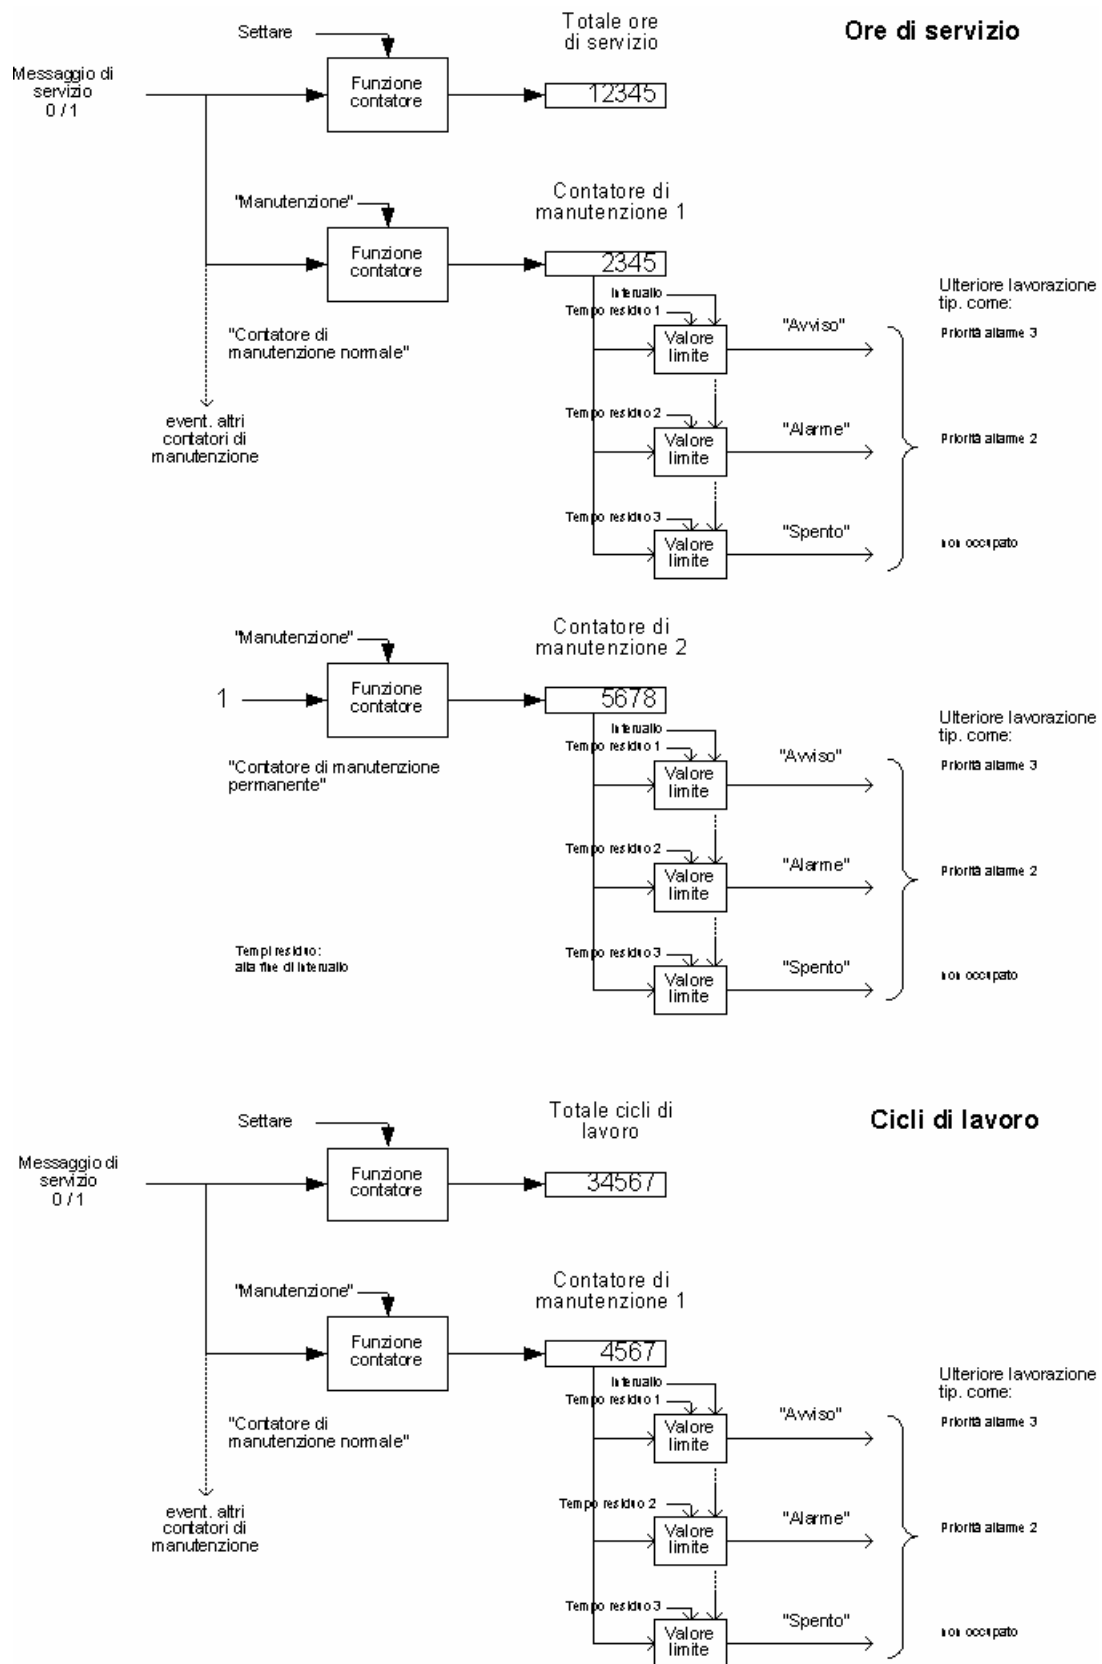 Ore di servizio
Settare
Totale ore
di servizio
Messaggio di
servizio
0 / 1
Funzione
contatore
12345
"Manutenzione"
Contatore di
manutenzione 1
Funzione
contatore
2345
"Contatore di
manutenzione normale"
event. altri
contatori di
manutenzione
Intervallo
Tempo residuo 1
Valore
limite
"Avviso"
Tempo residuo 2
Valore
limite
"Alarme"
Tempo residuo 3
Valore
limite
"Spento"
Ulteriore lavorazione
tip. come:
Priorità allarme 3
Priorità allarme 2
non occupato
"Manutenzione"
Contatore di
manutenzione 2
1
Funzione
contatore
5678
"Contatore di manutenzione
permanente"
Intervallo
Tempo residuo 1
Valore
limite
"Avviso"
Tempo residuo 2
Valore
limite
"Alarme"
Tempo residuo 3
Valore
limite
"Spento"
Ulteriore lavorazione
tip. come:
Priorità allarme 3
Priorità allarme 2
non occupato
Tempi residuo:
alla fine di intervallo
Cicli di lavoro
Settare
Totale cicli di
lavoro
Messaggio di
servizio
0 / 1
Funzione
contatore
34567
"Manutenzione"
Contatore di
manutenzione 1
Funzione
contatore
4567
"Contatore di
manutenzione normale"
event. altri
contatori di
manutenzione
Intervallo
Tempo residuo 1
Valore
limite
"Avviso"
Tempo residuo 2
Valore
limite
"Alarme"
Tempo residuo 3
Valore
limite
"Spento"
Ulteriore lavorazione
tip. come:
Priorità allarme 3
Priorità allarme 2
non occupato